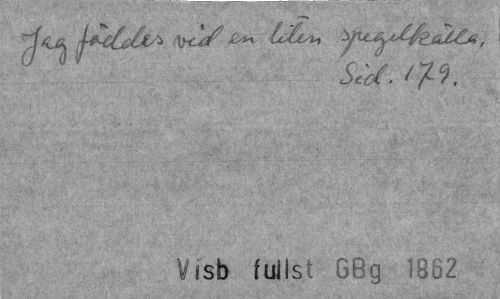 Jag föddes vid en liten spegelkälla.
Sid. 179.
Visb fullst GBg 1862